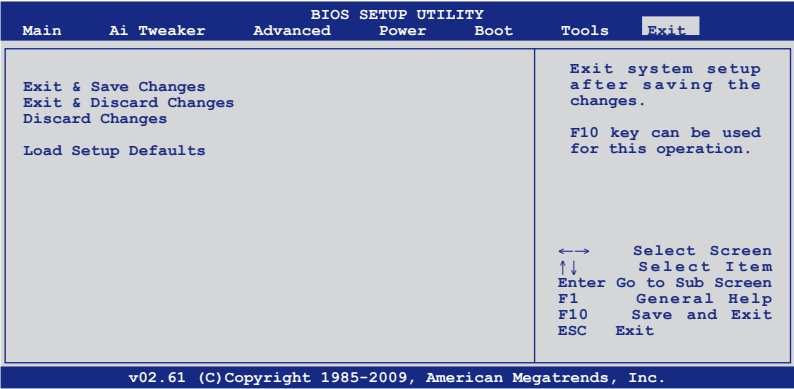 BIOS SETUP UTILITY
Main Ai Tweaker Advanced Power Boot Tools Exit
Exit & Save Changes
Exit & Discard Changes
Discard Changes
Load Setup Defaults
Exit system setup
after saving the
changes.
F10 key can be used
for this operation.
←→ Select Screen
↑↓ Select Item
Enter Go to Sub Screen
F1 General Help
F10 Save and Exit
ESC Exit
v02.61 (C)Copyright 1985-2009, American Megatrends, Inc.